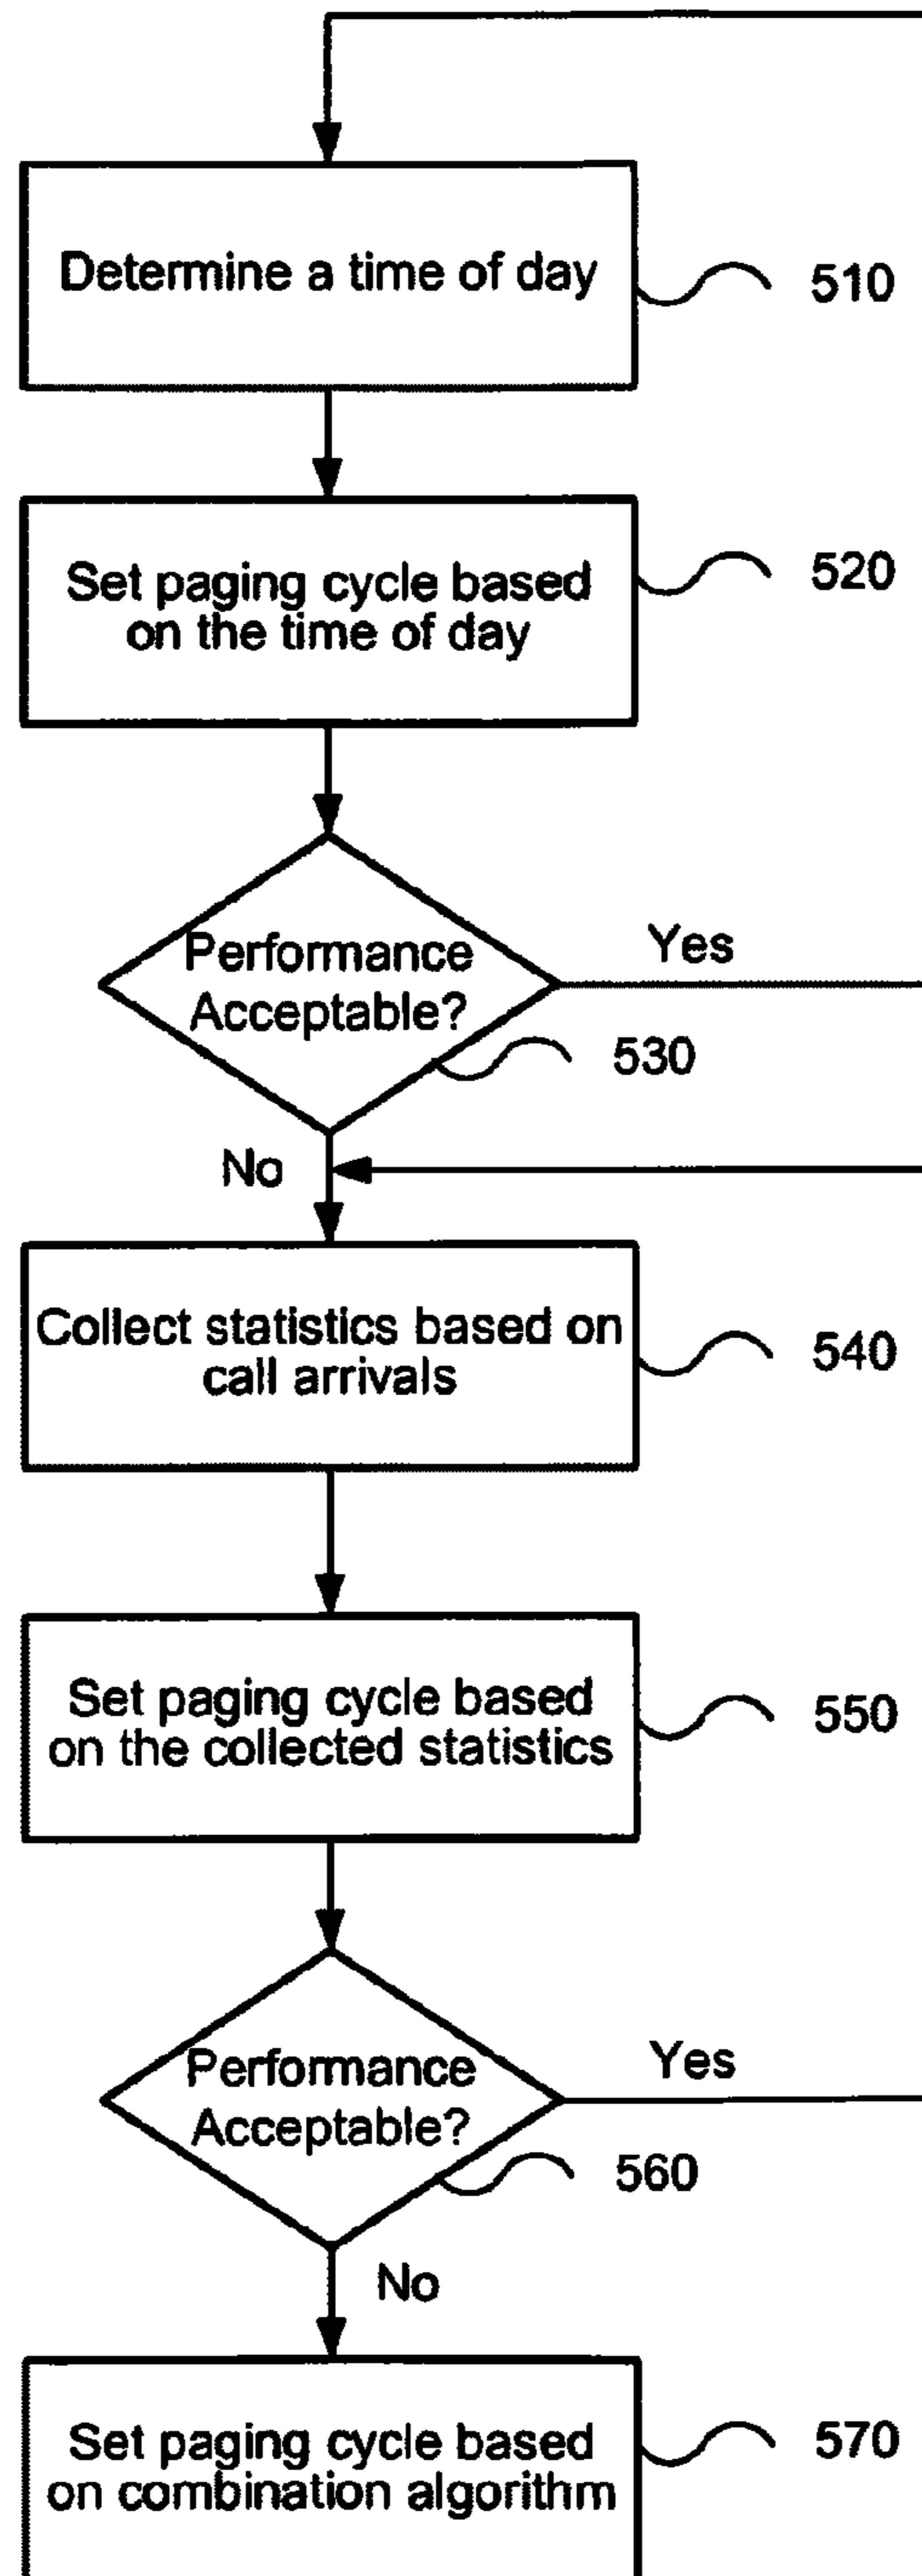 Determine a time of day
510
Set paging cycle based
on the time of day
520
Performance
Acceptable?
Yes
530
No
Collect statistics based on
call arrivals
540
Set paging cycle based
on the collected statistics
550
Performance
Acceptable?
Yes
560
No
Set paging cycle based
on combination algorithm
570